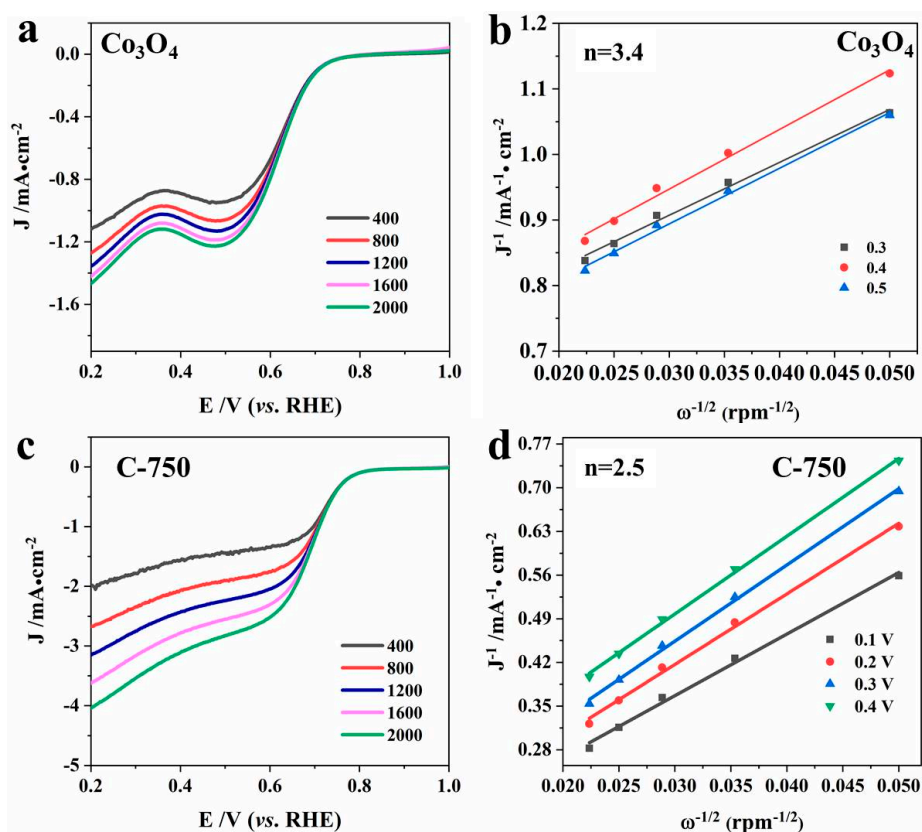 a
Co3O4
0.0
-0.4
-0.8
-1.2
-1.6
J /mA•cm-2
400
800
1200
1600
2000
0.2 0.4 0.6 0.8 1.0
E /V (vs. RHE)
b
n=3.4
Co3O4
1.2
1.1
1.0
0.9
0.8
0.7
J-1 /mA-1• cm-2
0.3
0.4
0.5
0.020 0.025 0.030 0.035 0.040 0.045 0.050
ω-1/2 (rpm-1/2)
c
C-750
0
-1
-2
-3
-4
-5
J /mA•cm-2
400
800
1200
1600
2000
0.2 0.4 0.6 0.8 1.0
E /V (vs. RHE)
d
n=2.5
C-750
0.77
0.70
0.63
0.56
0.49
0.42
0.35
0.28
J-1 /mA-1• cm-2
0.1 V
0.2 V
0.3 V
0.4 V
0.020 0.025 0.030 0.035 0.040 0.045 0.050
ω-1/2 (rpm-1/2)